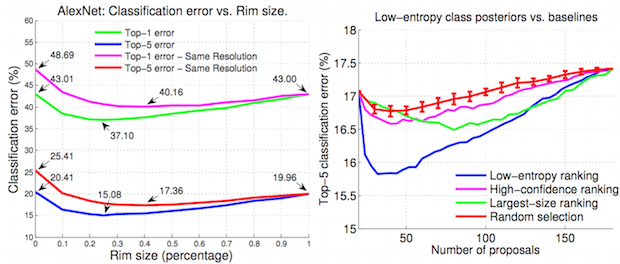 AlexNet: Classification error vs. Rim size.
Classification error (%)
60
55
50
45
40
35
30
25
20
15
10
48.69
43.01
40.16
37.10
43.00
25.41
20.41
15.08
17.36
19.96
Top-1 error
Top-5 error
Top-1 error - Same Resolution
Top-5 error - Same Resolution
0 0.1 0.2 0.3 0.4 0.5 0.6 0.7 0.8 0.9 1
Rim size (percentage)
Low-entropy class posteriors vs. baselines
Top-5 classification error (%)
18
17.5
17
16.5
16
15.5
15
Low-entropy ranking
High-confidence ranking
Largest-size ranking
Random selection
50 100 150
Number of proposals